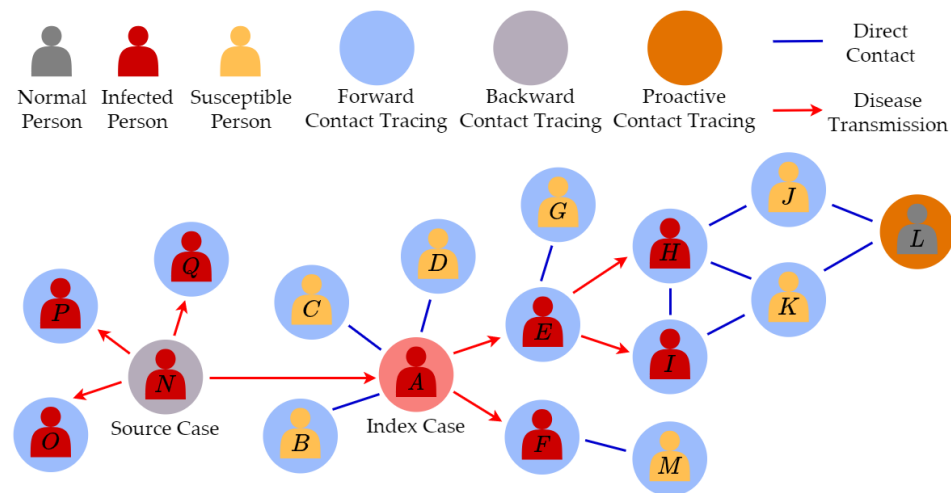 Normal
Person
Infected
Person
Susceptible
Person
Forward
Contact Tracing
Backward
Contact Tracing
Proactive
Contact Tracing
Direct
Contact
Disease
Transmission
J
G
L
H
Q
D
C
P
K
E
I
N
A
O
B
F
M
Source Case
Index Case